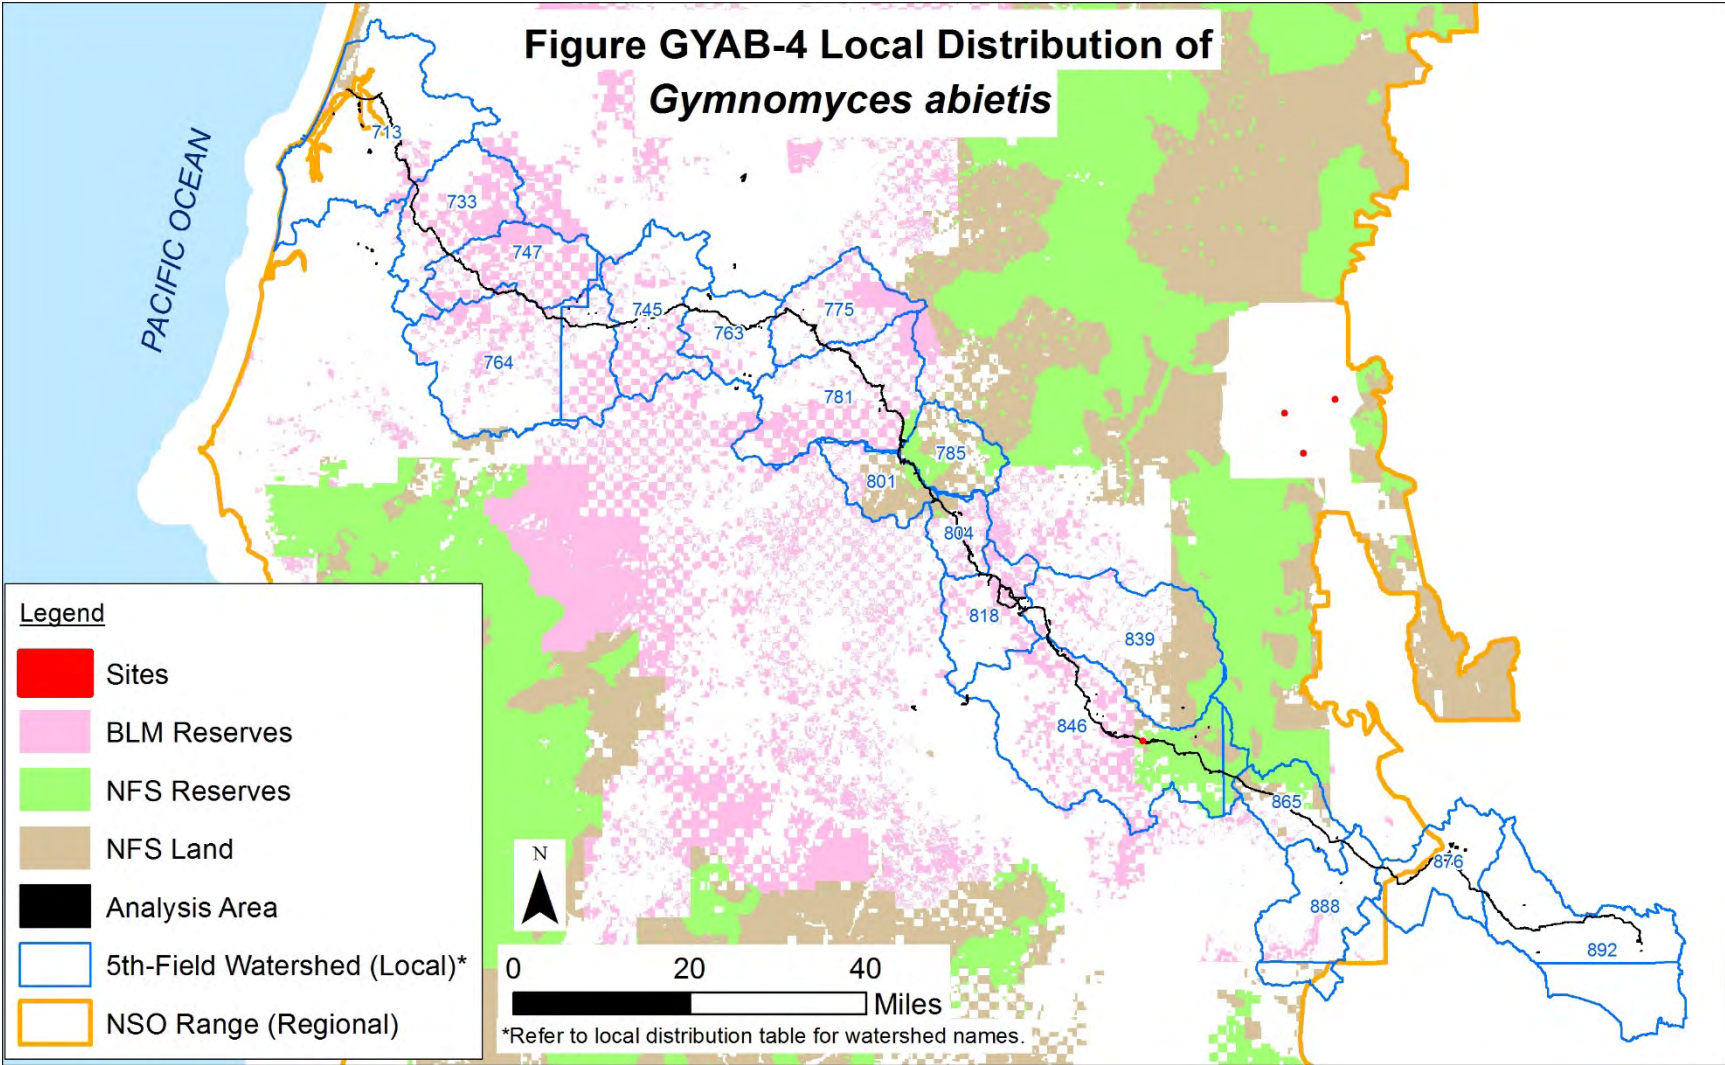 Figure GYAB-4 Local Distribution of
Gymnomyces abietis
PACIFIC OCEAN
713
733
747
745
764
763
775
781
785
801
804
818
839
846
865
876
888
892
Legend
Sites
BLM Reserves
NFS Reserves
NFS Land
Analysis Area
5th-Field Watershed (Local)*
NSO Range (Regional)
N
0 20 40
Miles
*Refer to local distribution table for watershed names.